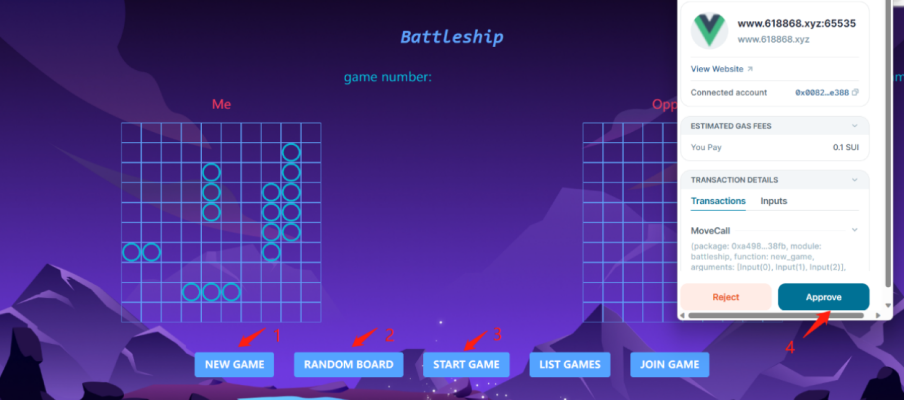 Battleship
game number:
Me
Opp
www.618868.xyz:65535
www.618868.xyz
View Website
Connected account 0x0082...e388
ESTIMATED GAS FEES
You Pay 0.1 SUI
TRANSACTION DETAILS
Transactions Inputs
MoveCall
(package: 0xa498...38fb, module:
battleship, function: new_game,
arguments: [Input(0), Input(1), Input(2)],
Reject Approve
1 2 3 4
NEW GAME RANDOM BOARD START GAME LIST GAMES JOIN GAME